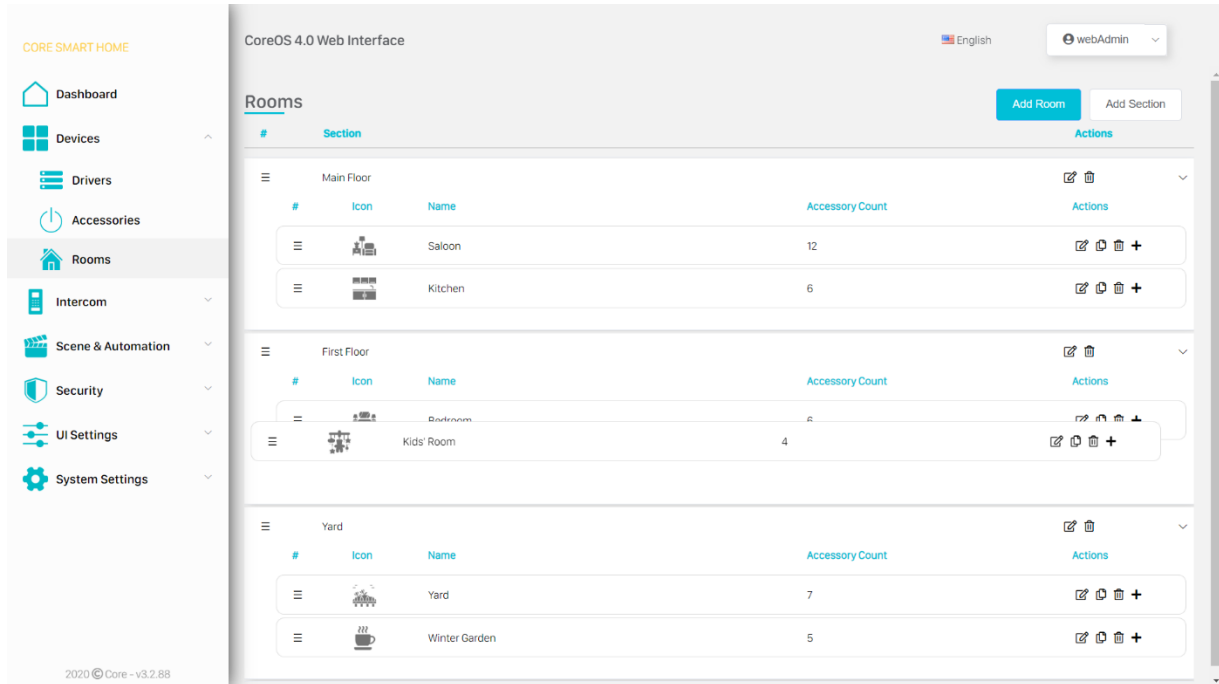 CORE SMART HOME
Dashboard
Devices
Drivers
Accessories
Rooms
Intercom
Scene & Automation
Security
UI Settings
System Settings
2020 © Core - v3.2.88
CoreOS 4.0 Web Interface
English
webAdmin
Rooms
Add Room Add Section
# Section Actions
Main Floor
# Icon Name Accessory Count Actions
Saloon 12
Kitchen 6
First Floor
# Icon Name Accessory Count Actions
Bedroom 6
Kids' Room 4
Yard
# Icon Name Accessory Count Actions
Yard 7
Winter Garden 5